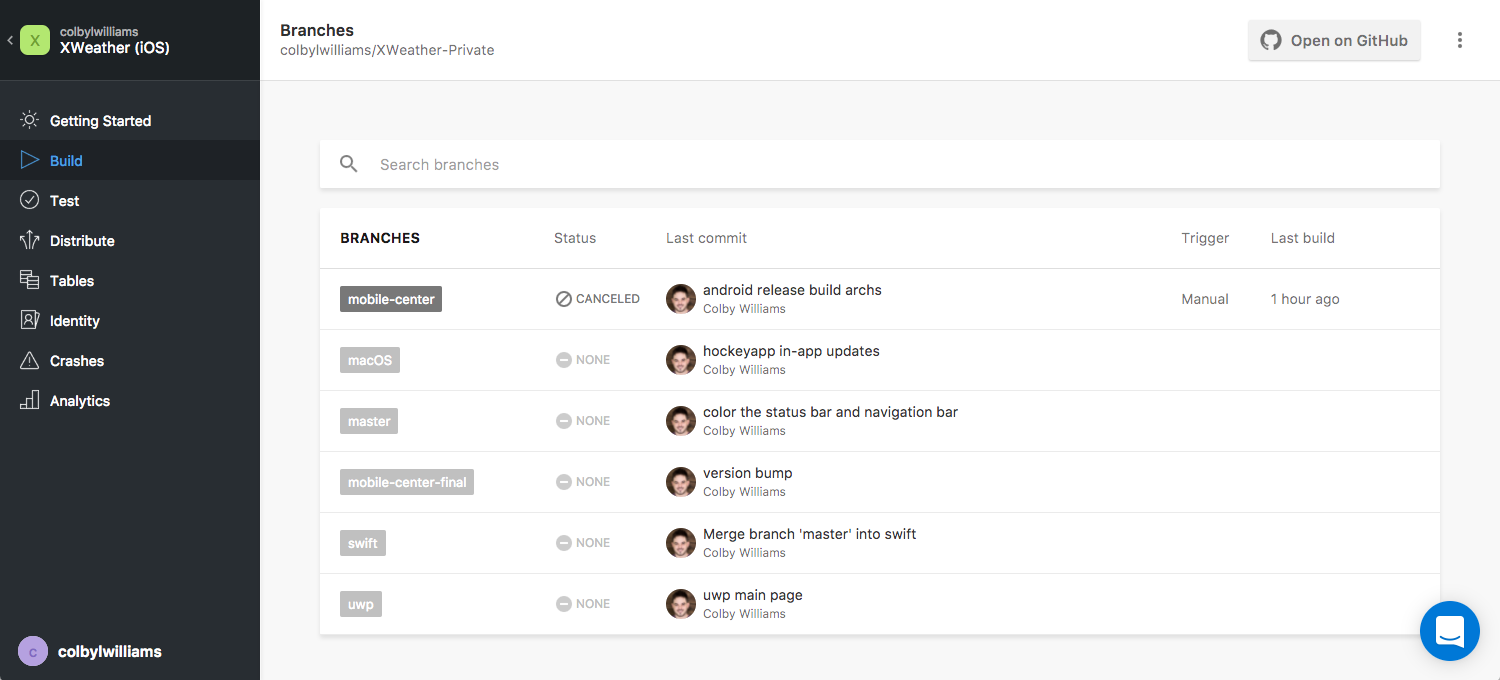 X
colbylwilliams
XWeather (iOS)
Getting Started
Build
Test
Distribute
Tables
Identity
Crashes
Analytics
c
colbylwilliams
Branches
colbylwilliams/XWeather-Private
Open on GitHub
Search branches
BRANCHES Status Last commit Trigger Last build
mobile-center CANCELED android release build archs Manual 1 hour ago
Colby Williams
macOS NONE hockeyapp in-app updates
Colby Williams
master NONE color the status bar and navigation bar
Colby Williams
mobile-center-final NONE version bump
Colby Williams
swift NONE Merge branch 'master' into swift
Colby Williams
uwp NONE uwp main page
Colby Williams